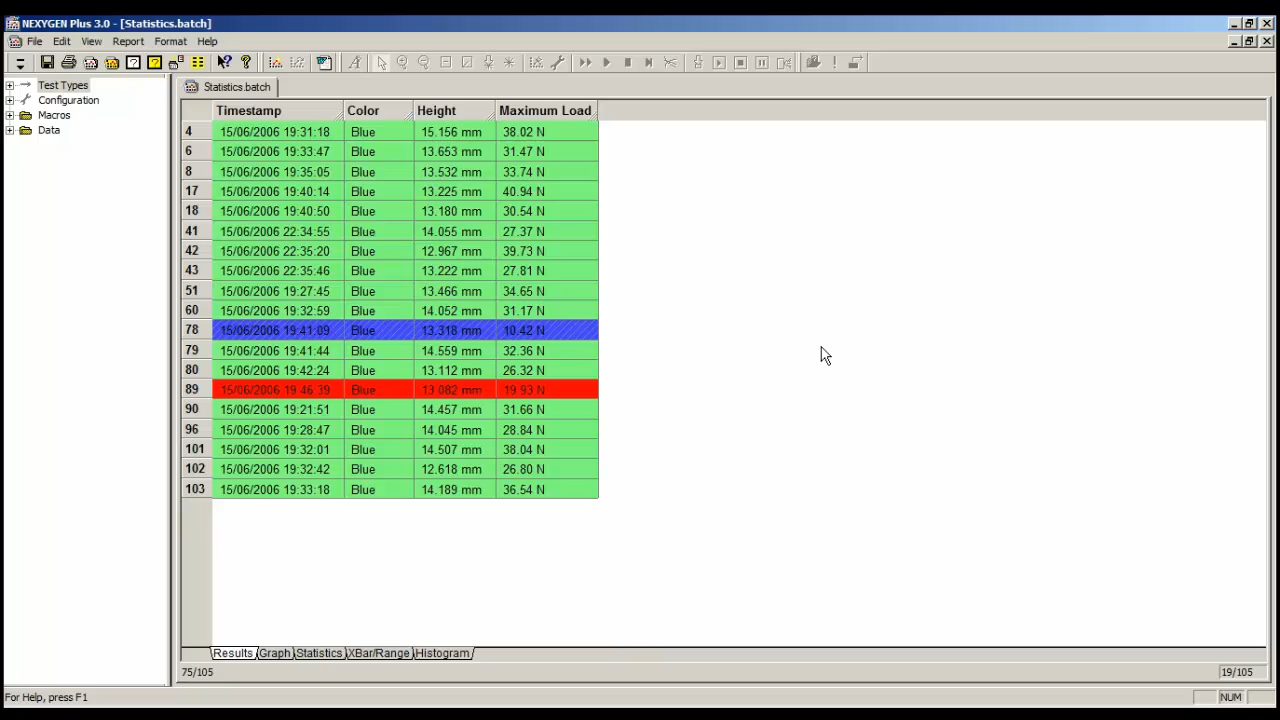 NEXYGEN Plus 3.0 - [Statistics.batch]
File Edit View Report Format Help
Test Types
Configuration
Macros
Data
Statistics.batch
Timestamp Color Height Maximum Load
4 15/06/2006 19:31:18 Blue 15.156 mm 38.02 N
6 15/06/2006 19:33:47 Blue 13.653 mm 31.47 N
8 15/06/2006 19:35:05 Blue 13.532 mm 33.74 N
17 15/06/2006 19:40:14 Blue 13.225 mm 40.94 N
18 15/06/2006 19:40:50 Blue 13.180 mm 30.54 N
41 15/06/2006 22:34:55 Blue 14.055 mm 27.37 N
42 15/06/2006 22:35:20 Blue 12.967 mm 39.73 N
43 15/06/2006 22:35:46 Blue 13.222 mm 27.81 N
51 15/06/2006 19:27:45 Blue 13.466 mm 34.65 N
60 15/06/2006 19:32:59 Blue 14.052 mm 31.17 N
78 15/06/2006 19:41:09 Blue 13.318 mm 10.42 N
79 15/06/2006 19:41:44 Blue 14.559 mm 32.36 N
80 15/06/2006 19:42:24 Blue 13.112 mm 26.32 N
89 15/06/2006 19:46:39 Blue 13.082 mm 19.93 N
90 15/06/2006 19:21:51 Blue 14.457 mm 31.66 N
96 15/06/2006 19:28:47 Blue 14.045 mm 28.84 N
101 15/06/2006 19:32:01 Blue 14.507 mm 38.04 N
102 15/06/2006 19:32:42 Blue 12.618 mm 26.80 N
103 15/06/2006 19:33:18 Blue 14.189 mm 36.54 N
Results Graph Statistics XBar/Range Histogram
75/105 19/105
For Help, press F1 NUM